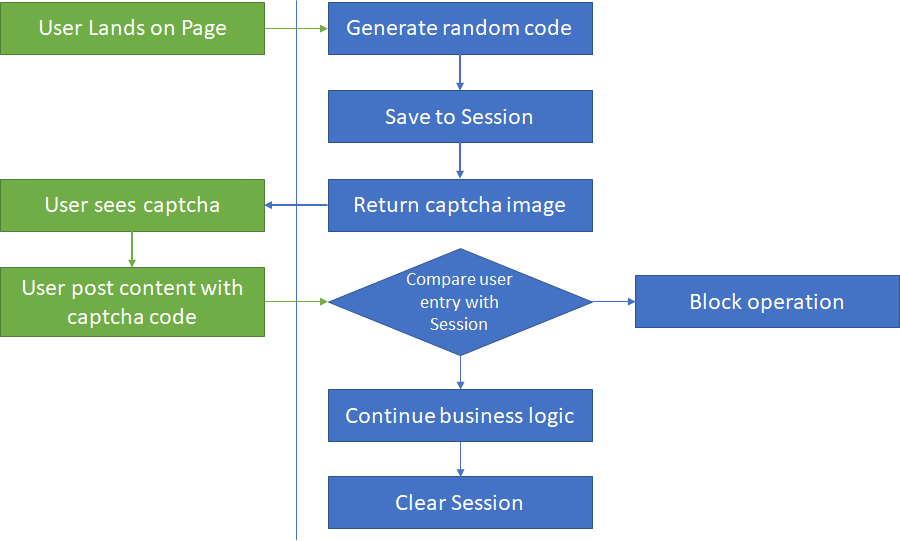 User Lands on Page
Generate random code
Save to Session
User sees captcha
Return captcha image
User post content with
captcha code
Compare user
entry with
Session
Block operation
Continue business logic
Clear Session